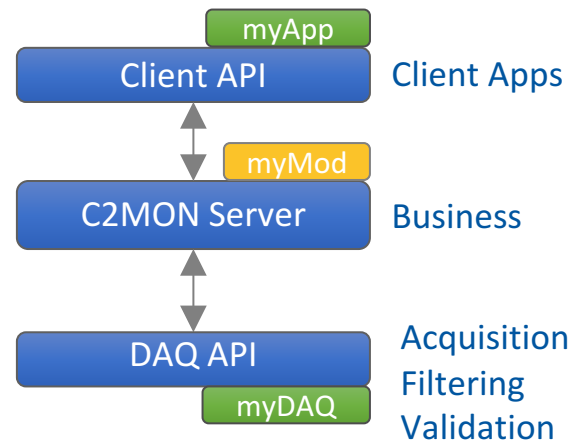 myApp
Client API
Client Apps
myMod
C2MON Server
Business
DAQ API
Acquisition
Filtering
myDAQ
Validation